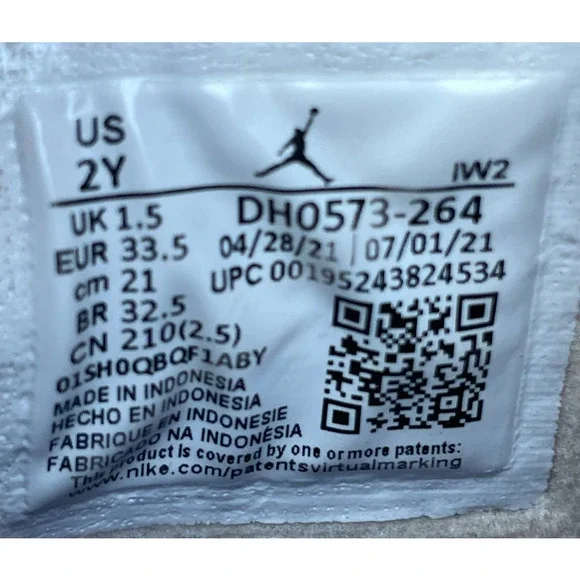 US
2Y
IW2
UK 1.5
DH0573-264
EUR 33.5
04/28/21 | 07/01/21
cm 21
UPC 00195243824534
BR 32.5
CN 210(2.5)
01SH0QBQF1ABY
MADE IN INDONESIA
HECHO EN INDONESIA
FABRIQUE EN INDONESIE
FABRICADO NA INDONÉSIA
This product is covered by one or more patents:
www.nike.com/patentsvirtualmarking